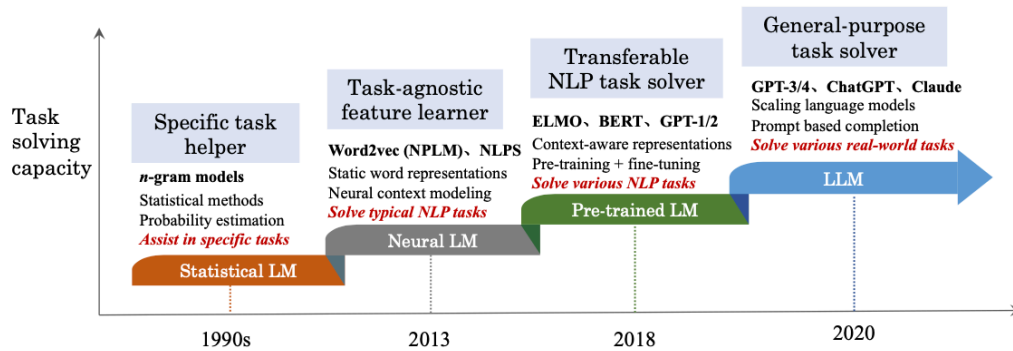 Task
solving
capacity
Specific task
helper
n-gram models
Statistical methods
Probability estimation
Assist in specific tasks
Statistical LM
1990s
Task-agnostic
feature learner
Word2vec (NPLM)、NLPS
Static word representations
Neural context modeling
Solve typical NLP tasks
Neural LM
2013
Transferable
NLP task solver
ELMO、BERT、GPT-1/2
Context-aware representations
Pre-training + fine-tuning
Solve various NLP tasks
Pre-trained LM
2018
General-purpose
task solver
GPT-3/4、ChatGPT、Claude
Scaling language models
Prompt based completion
Solve various real-world tasks
LLM
2020